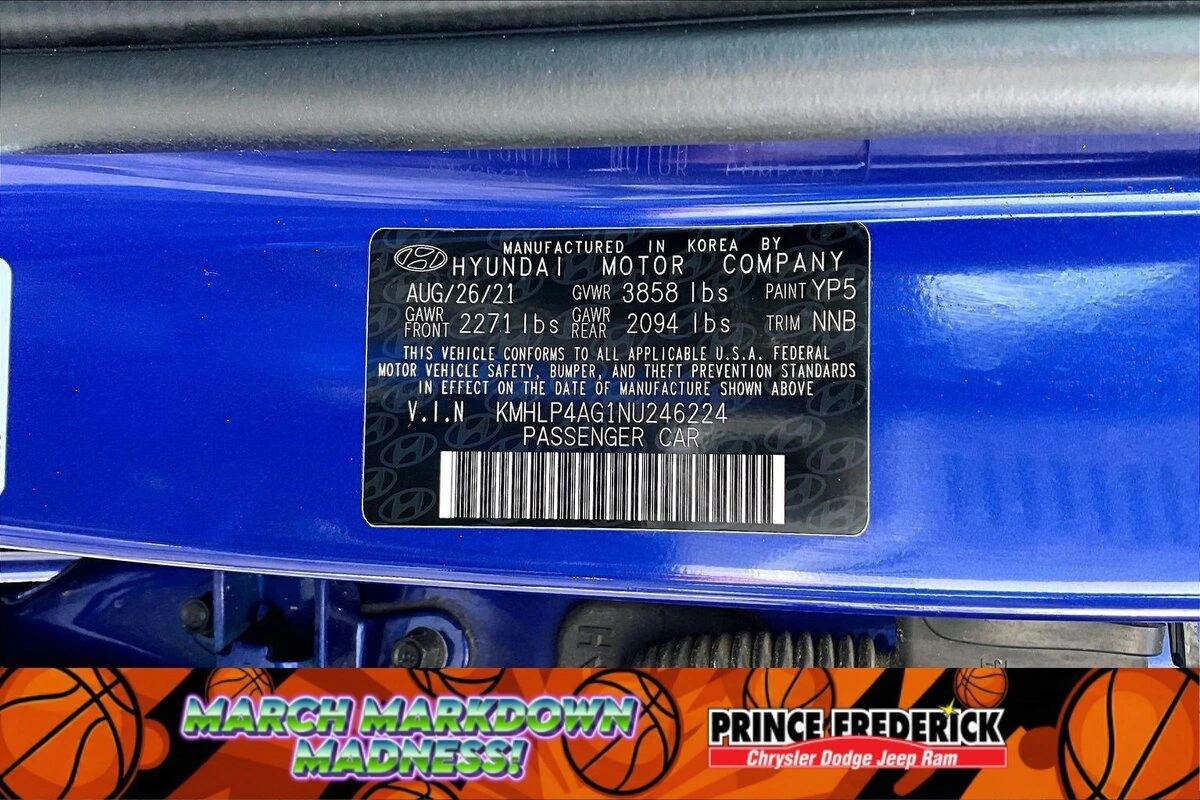 MANUFACTURED IN KOREA BY
HYUNDAI MOTOR COMPANY
AUG/26/21 GVWR 3858 lbs PAINT YP5
GAWR FRONT 2271 lbs GAWR REAR 2094 lbs TRIM NNB
THIS VEHICLE CONFORMS TO ALL APPLICABLE U.S.A. FEDERAL
MOTOR VEHICLE SAFETY, BUMPER, AND THEFT PREVENTION STANDARDS
IN EFFECT ON THE DATE OF MANUFACTURE SHOWN ABOVE
V.I.N KMHLP4AG1NU246224
PASSENGER CAR
MARCH MARKDOWN
MADNESS!
PRINCE FREDERICK
Chrysler Dodge Jeep Ram